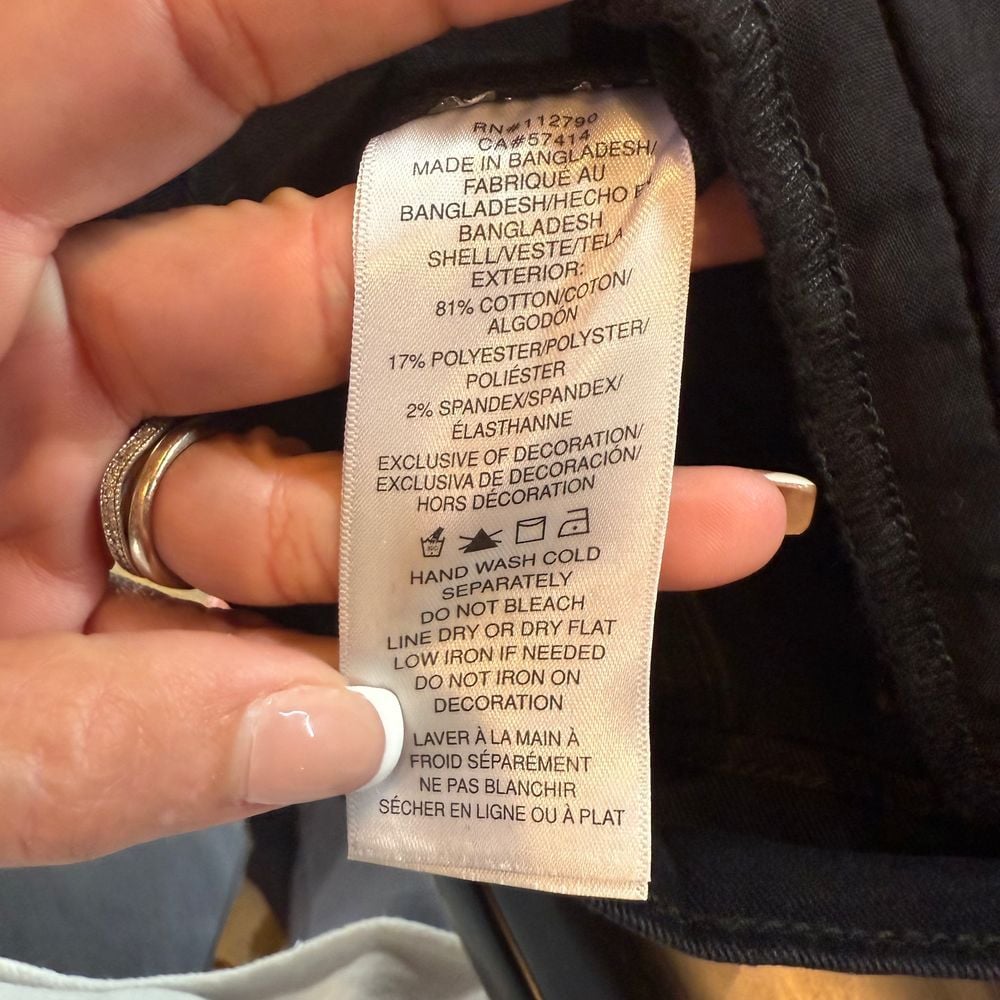 RN#112790
CA#57414
MADE IN BANGLADESH/
FABRIQUÉ AU
BANGLADESH/HECHO
BANGLADESH
SHELL/VESTE/TELA
EXTERIOR:
81% COTTON/COTON/
ALGODÓN
17% POLYESTER/POLYSTER/
POLIÉSTER
2% SPANDEX/SPANDEX/
ÉLASTHANNE
EXCLUSIVE OF DECORATION/
EXCLUSIVA DE DECORACIÓN/
HORS DÉCORATION
HAND WASH COLD
SEPARATELY
DO NOT BLEACH
LINE DRY OR DRY FLAT
LOW IRON IF NEEDED
DO NOT IRON ON
DECORATION
LAVER À LA MAIN À
FROID SÉPARÉMENT
NE PAS BLANCHIR
SÉCHER EN LIGNE OU À PLAT